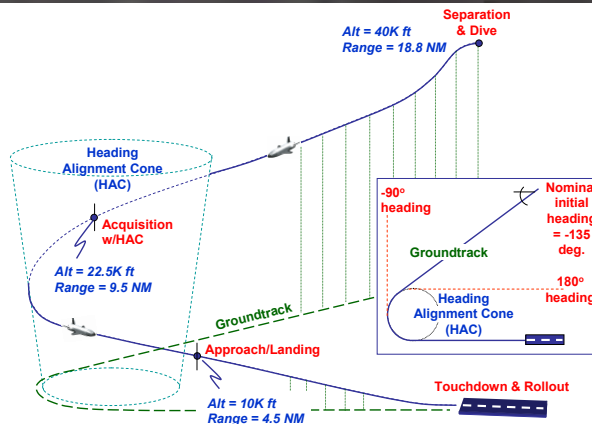 Separation
& Dive
Alt = 40K ft
Range = 18.8 NM
Heading
Alignment Cone
(HAC)
Acquisition
w/HAC
Alt = 22.5K ft
Range = 9.5 NM
Groundtrack
Approach/Landing
Alt = 10K ft
Range = 4.5 NM
Touchdown & Rollout
-90º
heading
Nomina
initial
heading
= -135
deg.
Groundtrack
180º
heading
Heading
Alignment Cone
(HAC)